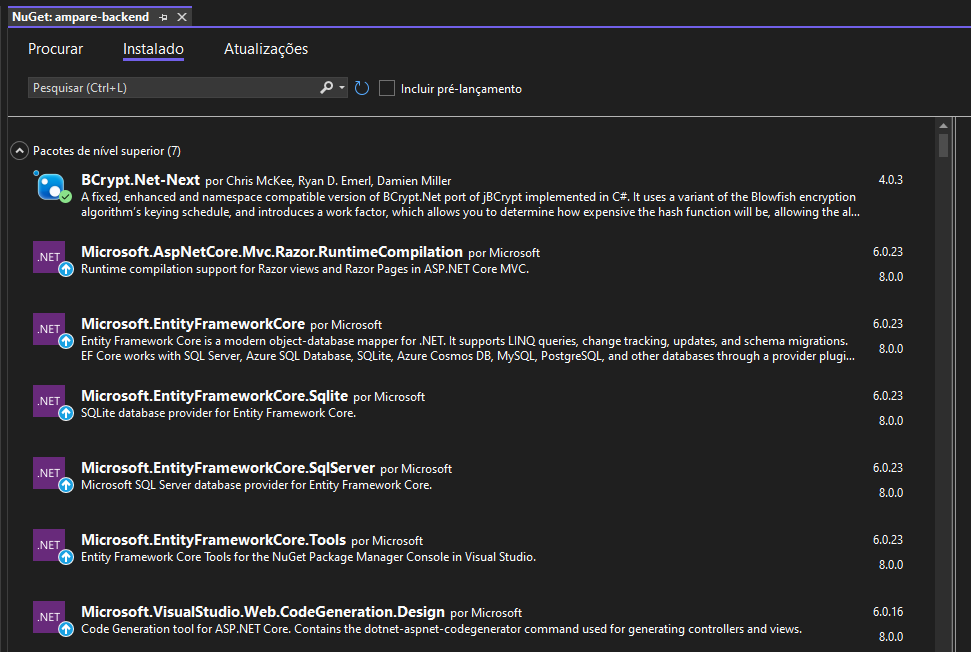 NuGet: ampare-backend
Procurar Instalado Atualizações
Pesquisar (Ctrl+L) Incluir pré-lançamento
Pacotes de nível superior (7)
BCrypt.Net-Next por Chris McKee, Ryan D. Emerl, Damien Miller 4.0.3
A fixed, enhanced and namespace compatible version of BCrypt.Net port of jBCrypt implemented in C#. It uses a variant of the Blowfish encryption
algorithm's keying schedule, and introduces a work factor, which allows you to determine how expensive the hash function will be, allowing the al...
.NET Microsoft.AspNetCore.Mvc.Razor.RuntimeCompilation por Microsoft 6.0.23
Runtime compilation support for Razor views and Razor Pages in ASP.NET Core MVC.
8.0.0
.NET Microsoft.EntityFrameworkCore por Microsoft 6.0.23
Entity Framework Core is a modern object-database mapper for .NET. It supports LINQ queries, change tracking, updates, and schema migrations.
EF Core works with SQL Server, Azure SQL Database, SQLite, Azure Cosmos DB, MySQL, PostgreSQL, and other databases through a provider plugi...
8.0.0
.NET Microsoft.EntityFrameworkCore.Sqlite por Microsoft 6.0.23
SQLite database provider for Entity Framework Core.
8.0.0
.NET Microsoft.EntityFrameworkCore.SqlServer por Microsoft 6.0.23
Microsoft SQL Server database provider for Entity Framework Core.
8.0.0
.NET Microsoft.EntityFrameworkCore.Tools por Microsoft 6.0.23
Entity Framework Core Tools for the NuGet Package Manager Console in Visual Studio.
8.0.0
.NET Microsoft.VisualStudio.Web.CodeGeneration.Design por Microsoft 6.0.16
Code Generation tool for ASP.NET Core. Contains the dotnet-aspnet-codegenerator command used for generating controllers and views.
8.0.0